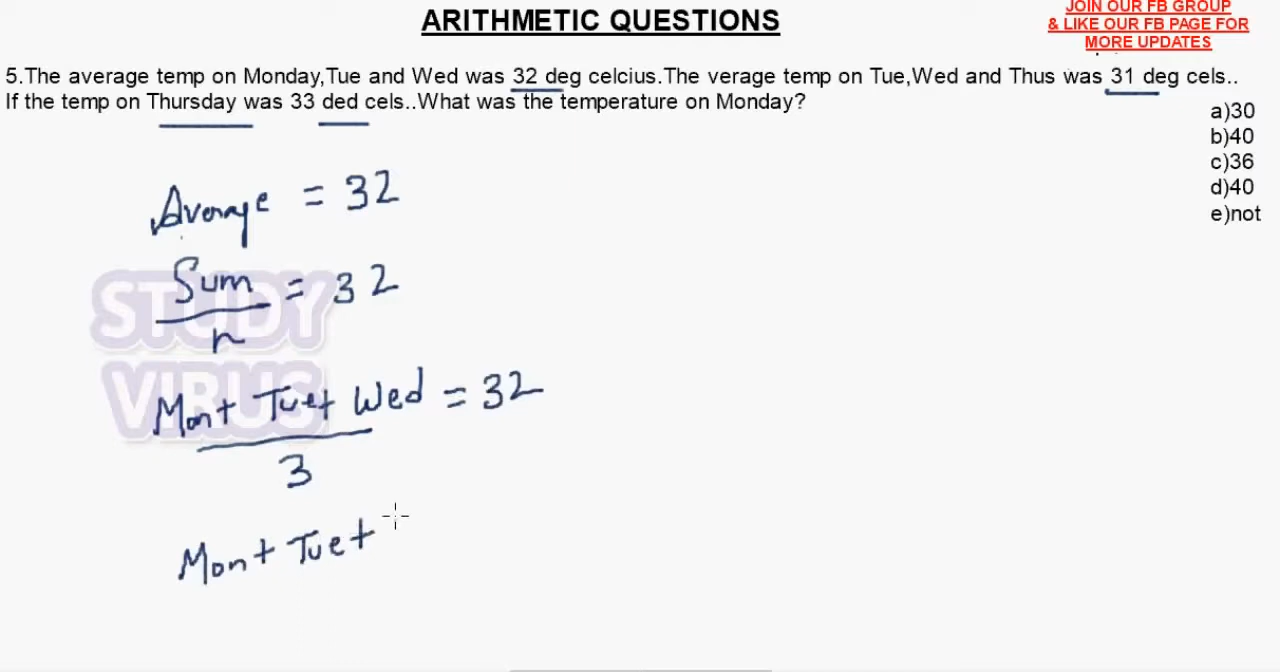 ARITHMETIC QUESTIONS
JOIN OUR FB GROUP
& LIKE OUR FB PAGE FOR
MORE UPDATES
5.The average temp on Monday,Tue and Wed was 32 deg celcius.The verage temp on Tue,Wed and Thus was 31 deg cels..
If the temp on Thursday was 33 ded cels..What was the temperature on Monday?
a)30
b)40
c)36
d)40
e)not
Average = 32
Sum = 32
n
Mon+ Tue+ Wed = 32
3
Mon+ Tue+
STUDY
VIRUS